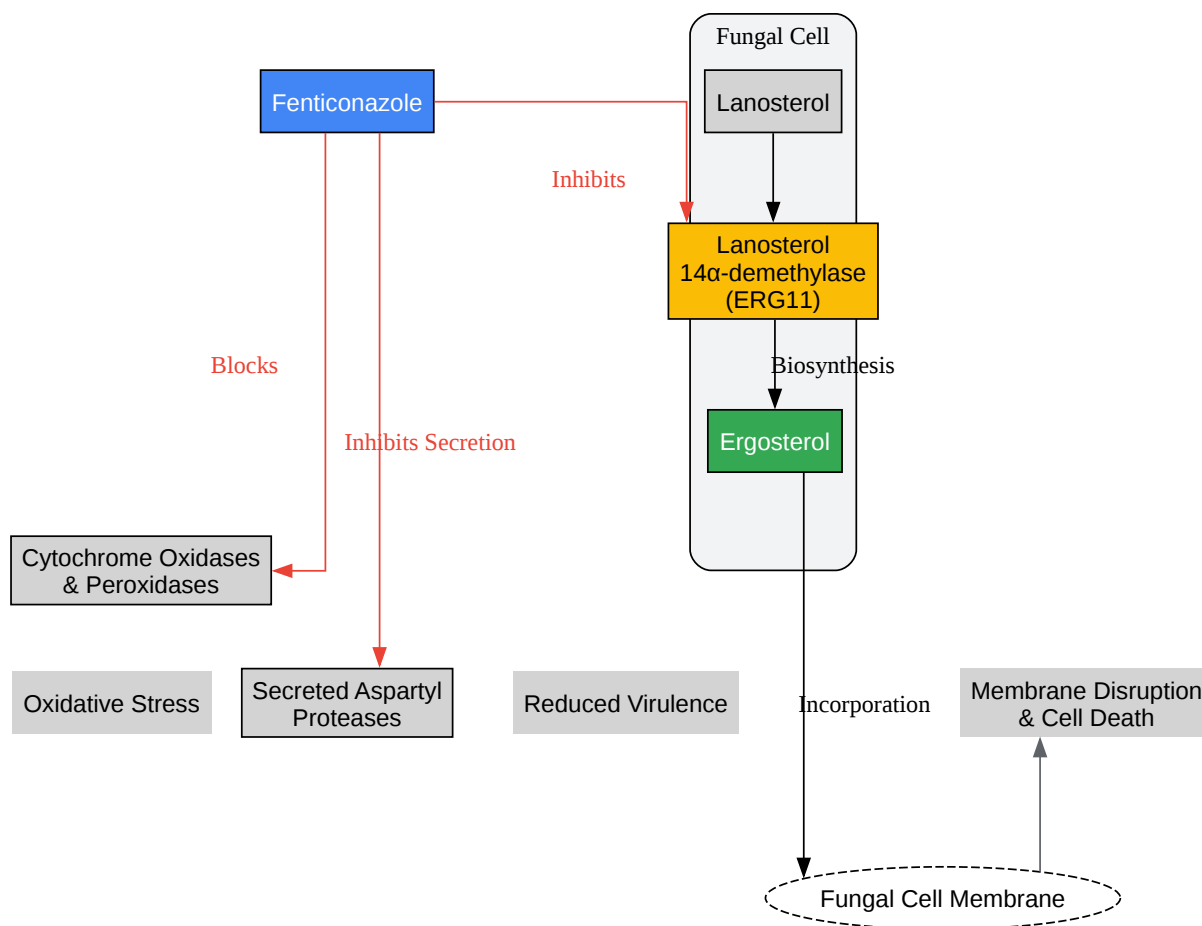 Fungal Cell
Fenticonazole
Lanosterol
Inhibits
Lanosterol
14α-demethylase
(ERG11)
Blocks
Biosynthesis
Inhibits Secretion
Ergosterol
Cytochrome Oxidases
& Peroxidases
Oxidative Stress
Secreted Aspartyl
Proteases
Reduced Virulence
Incorporation
Membrane Disruption
& Cell Death
Fungal Cell Membrane